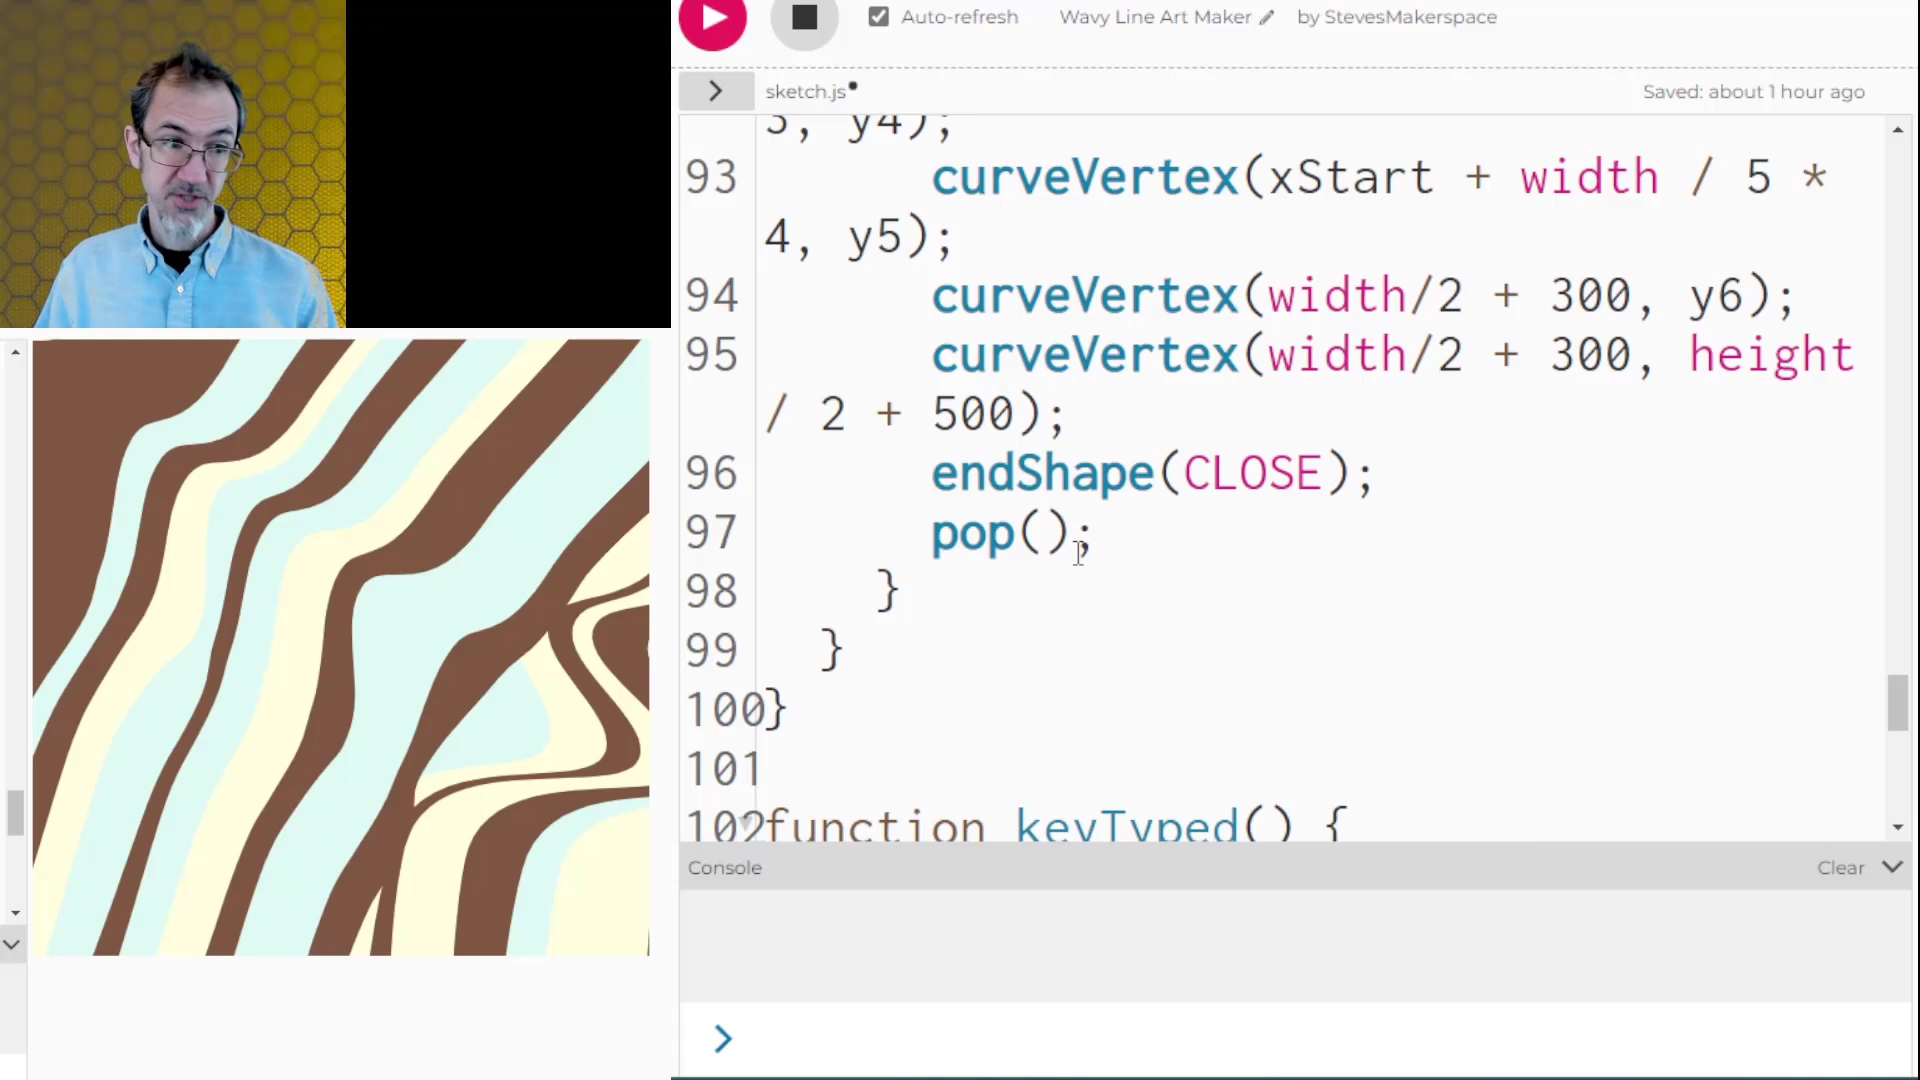 Auto-refresh Wavy Line Art Maker by StevesMakerspace
sketch.js Saved: about 1 hour ago
3, y4);
93 curveVertex(xStart + width / 5 *
4, y5);
94 curveVertex(width/2 + 300, y6);
95 curveVertex(width/2 + 300, height
/ 2 + 500);
96 endShape(CLOSE);
97 pop();
98 }
99 }
100 }
101
102 function keyTyped() {
Console Clear